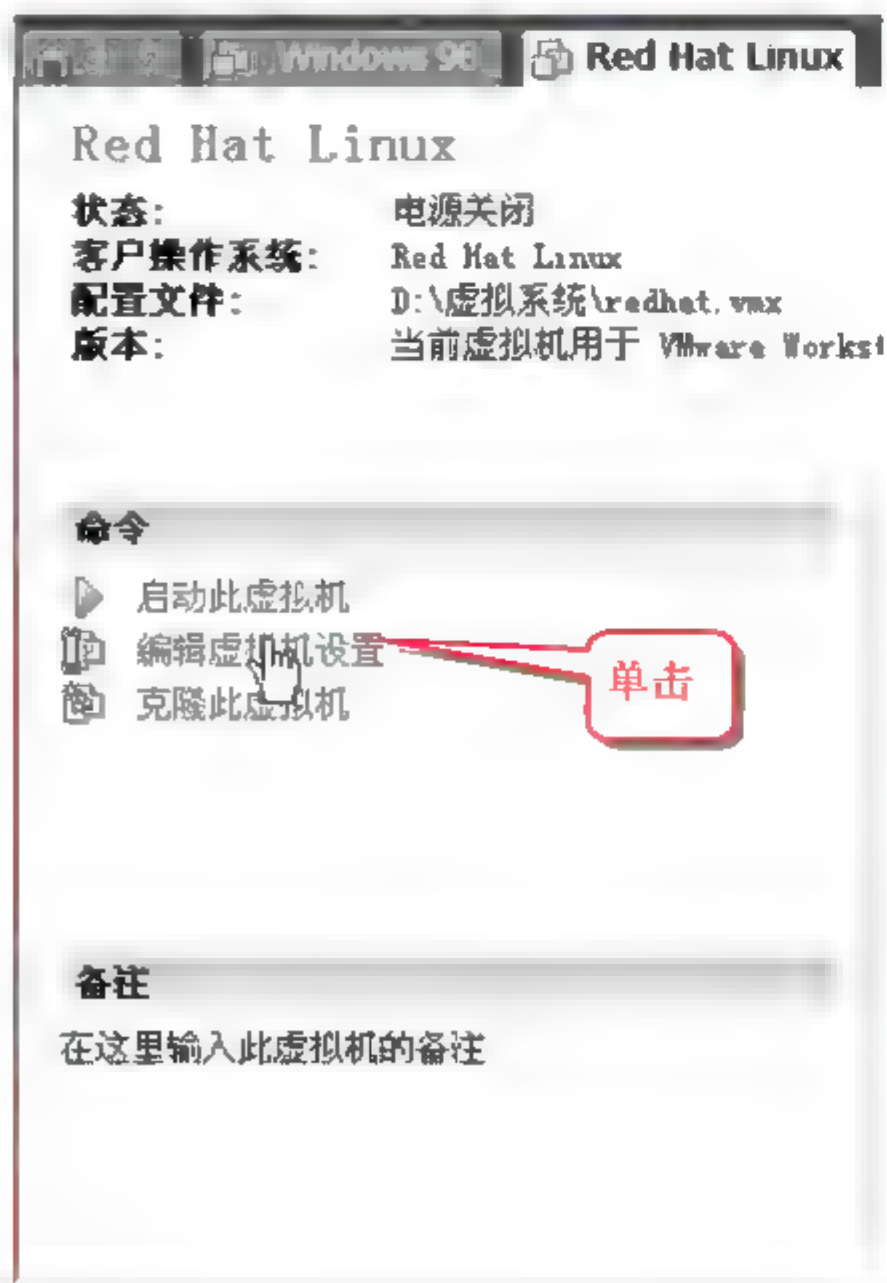 Windows 98
Red Hat Linux
Red Hat Linux
状态: 电源关闭
客户操作系统: Red Hat Linux
配置文件: D:\虚拟系统\redhat.vmx
版本: 当前虚拟机用于 VMware Workst
命令
启动此虚拟机
编辑虚拟机设置
单击
克隆此虚拟机
备注
在这里输入此虚拟机的备注